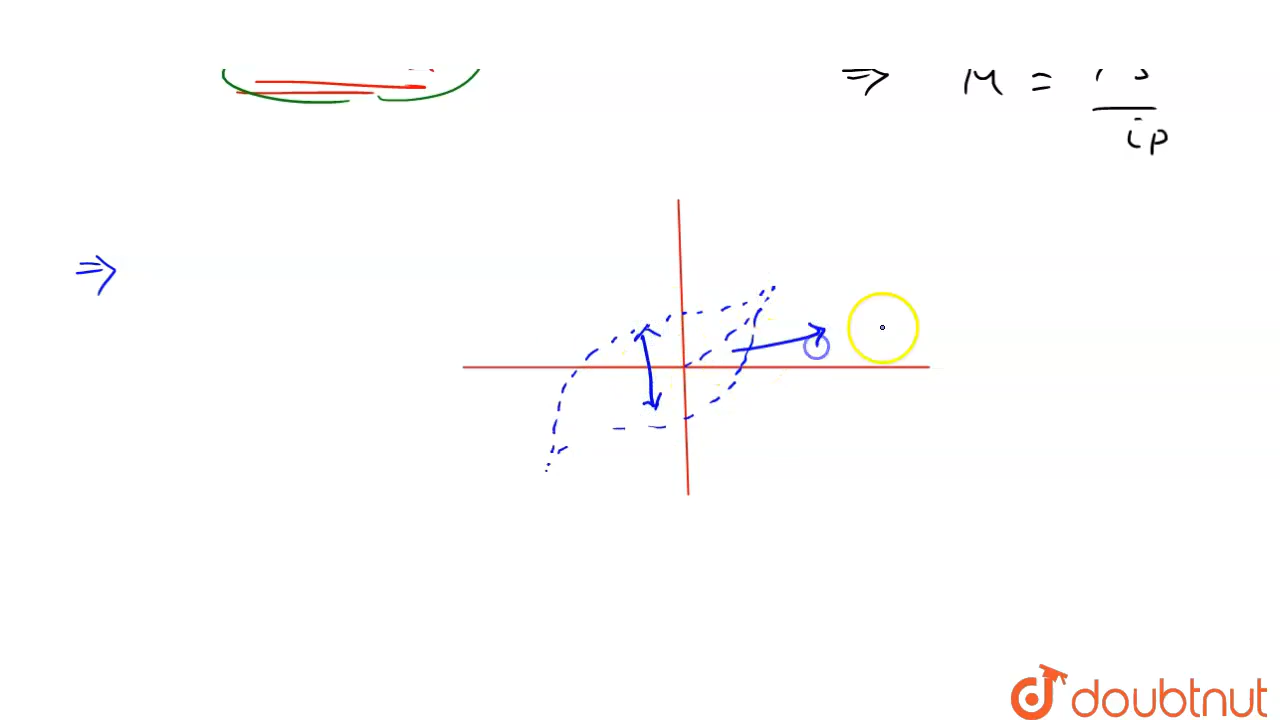 ⇒ M =
ip
⇒
doubtnut